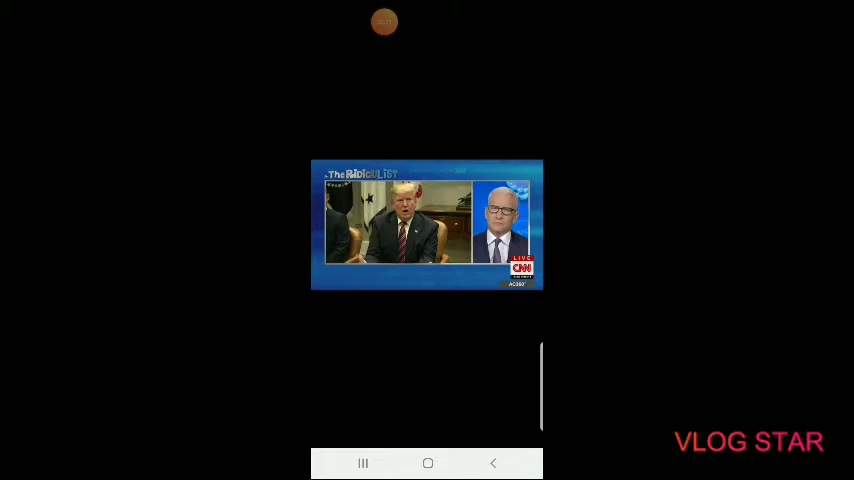 The RiDicULiST
LIVE
CNN
AC360°
VLOG STAR